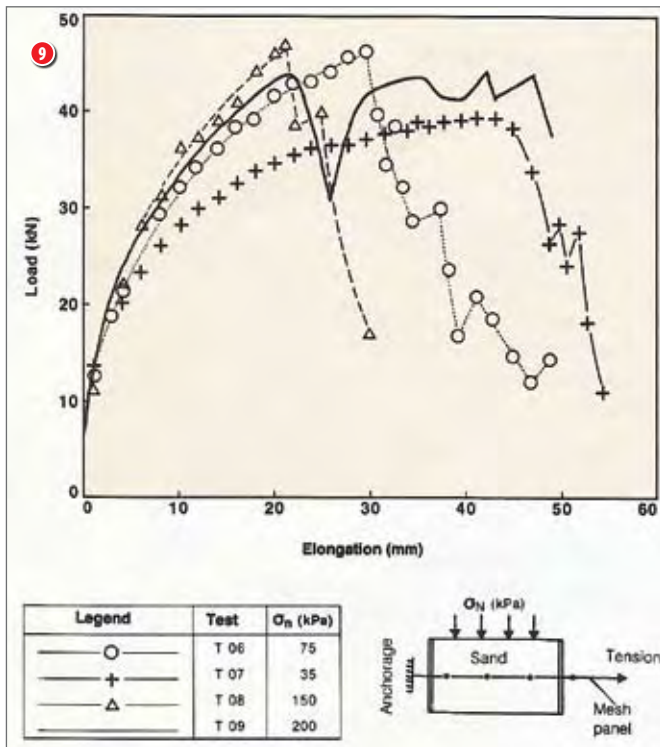 9
50
40
30
20
10
0
Load (kN)
0 10 20 30 40 50 60
Elongation (mm)
Legend Test σn (kPa)
T 06 75
T 07 35
T 08 150
T 09 200
σN (kPa)
Anchorage
Sand
Tension
Mesh
panel